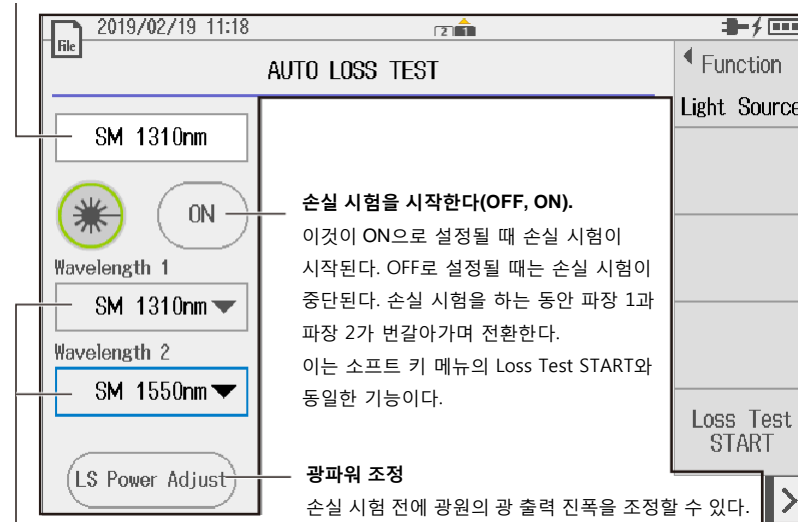 2019/02/19 11:18
File
2 1
AUTO LOSS TEST
Function
Light Source
SM 1310nm
ON
손실 시험을 시작한다(OFF, ON).
이것이 ON으로 설정될 때 손실 시험이
시작된다. OFF로 설정될 때는 손실 시험이
중단된다. 손실 시험을 하는 동안 파장 1과
파장 2가 번갈아가며 전환한다.
이는 소프트 키 메뉴의 Loss Test START와
동일한 기능이다.
Wavelength 1
SM 1310nm
Wavelength 2
SM 1550nm
Loss Test
START
LS Power Adjust
광파워 조정
손실 시험 전에 광원의 광 출력 진폭을 조정할 수 있다.